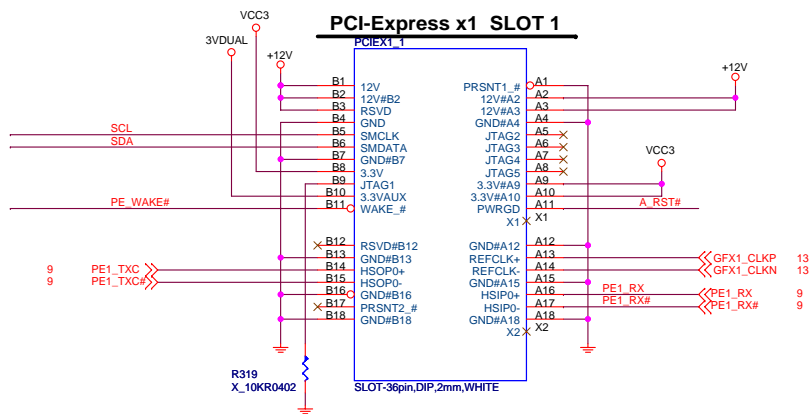 PCI-Express x1 SLOT 1
VCC3
3VDUAL
+12V
PCIEX1_1
+12V
B1 12V PRSNT1_# A1
B2 12V#B2 12V#A2 A2
B3 RSVD 12V#A3 A3
B4 GND GND#A4 A4
SCL B5 SMCLK JTAG2 A5
SDA B6 SMDATA JTAG3 A6
B7 GND#B7 JTAG4 A7
B8 3.3V JTAG5 A8
VCC3
B9 JTAG1 3.3V#A9 A9
B10 3.3VAUX 3.3V#A10 A10
PE_WAKE# B11 WAKE_# PWRGD A11 A_RST#
X1 X1
B12 RSVD#B12 GND#A12 A12
B13 GND#B13 REFCLK+ A13 GFX1_CLKP 13
9 PE1_TXC B14 HSOP0+ REFCLK- A14 GFX1_CLKN 13
9 PE1_TXC# B15 HSOP0- GND#A15 A15
B16 GND#B16 HSIP0+ A16 PE1_RX PE1_RX 9
B17 PRSNT2_# HSIP0- A17 PE1_RX# PE1_RX# 9
B18 GND#B18 GND#A18 A18
X2 X2
R319
X_10KR0402
SLOT-36pin,DIP,2mm,WHITE